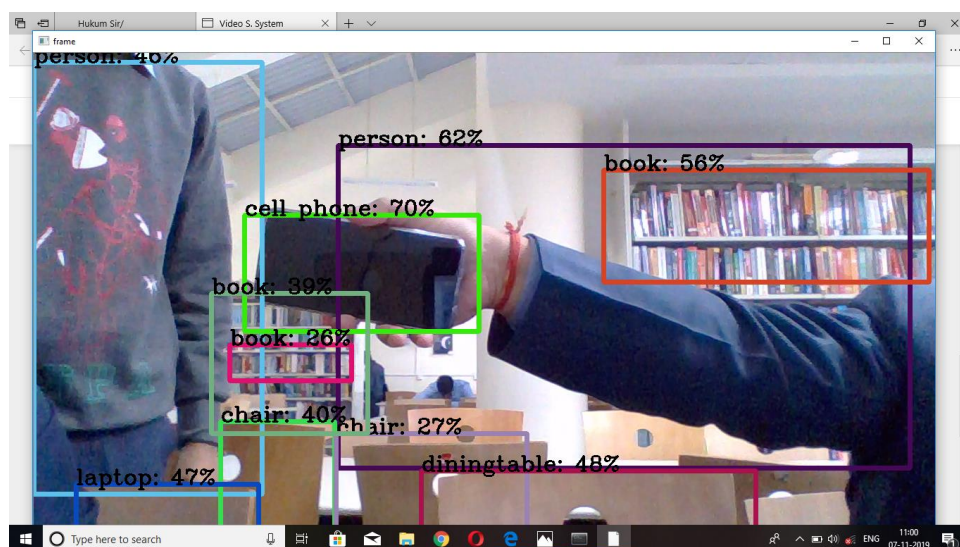 Hukum Sir/
Video S. System
frame
person: 46%
person: 62%
book: 56%
cell phone: 70%
book: 39%
book: 26%
chair: 40%
chair: 27%
diningtable: 48%
laptop: 47%
Type here to search
ENG
11:00
07-11-2019